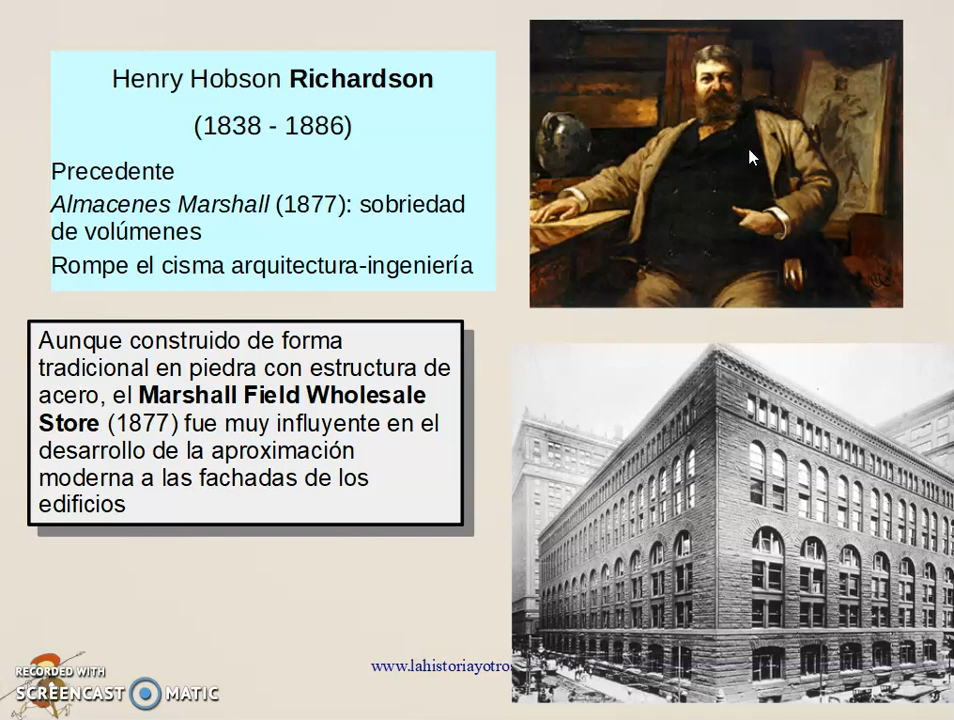 Henry Hobson Richardson
(1838 - 1886)
Precedente
Almacenes Marshall (1877): sobriedad
de volúmenes
Rompe el cisma arquitectura-ingeniería
Aunque construido de forma
tradicional en piedra con estructura de
acero, el Marshall Field Wholesale
Store (1877) fue muy influyente en el
desarrollo de la aproximación
moderna a las fachadas de los
edificios
www.lahistoriayotros
RECORDED WITH
SCREENCAST MATIC